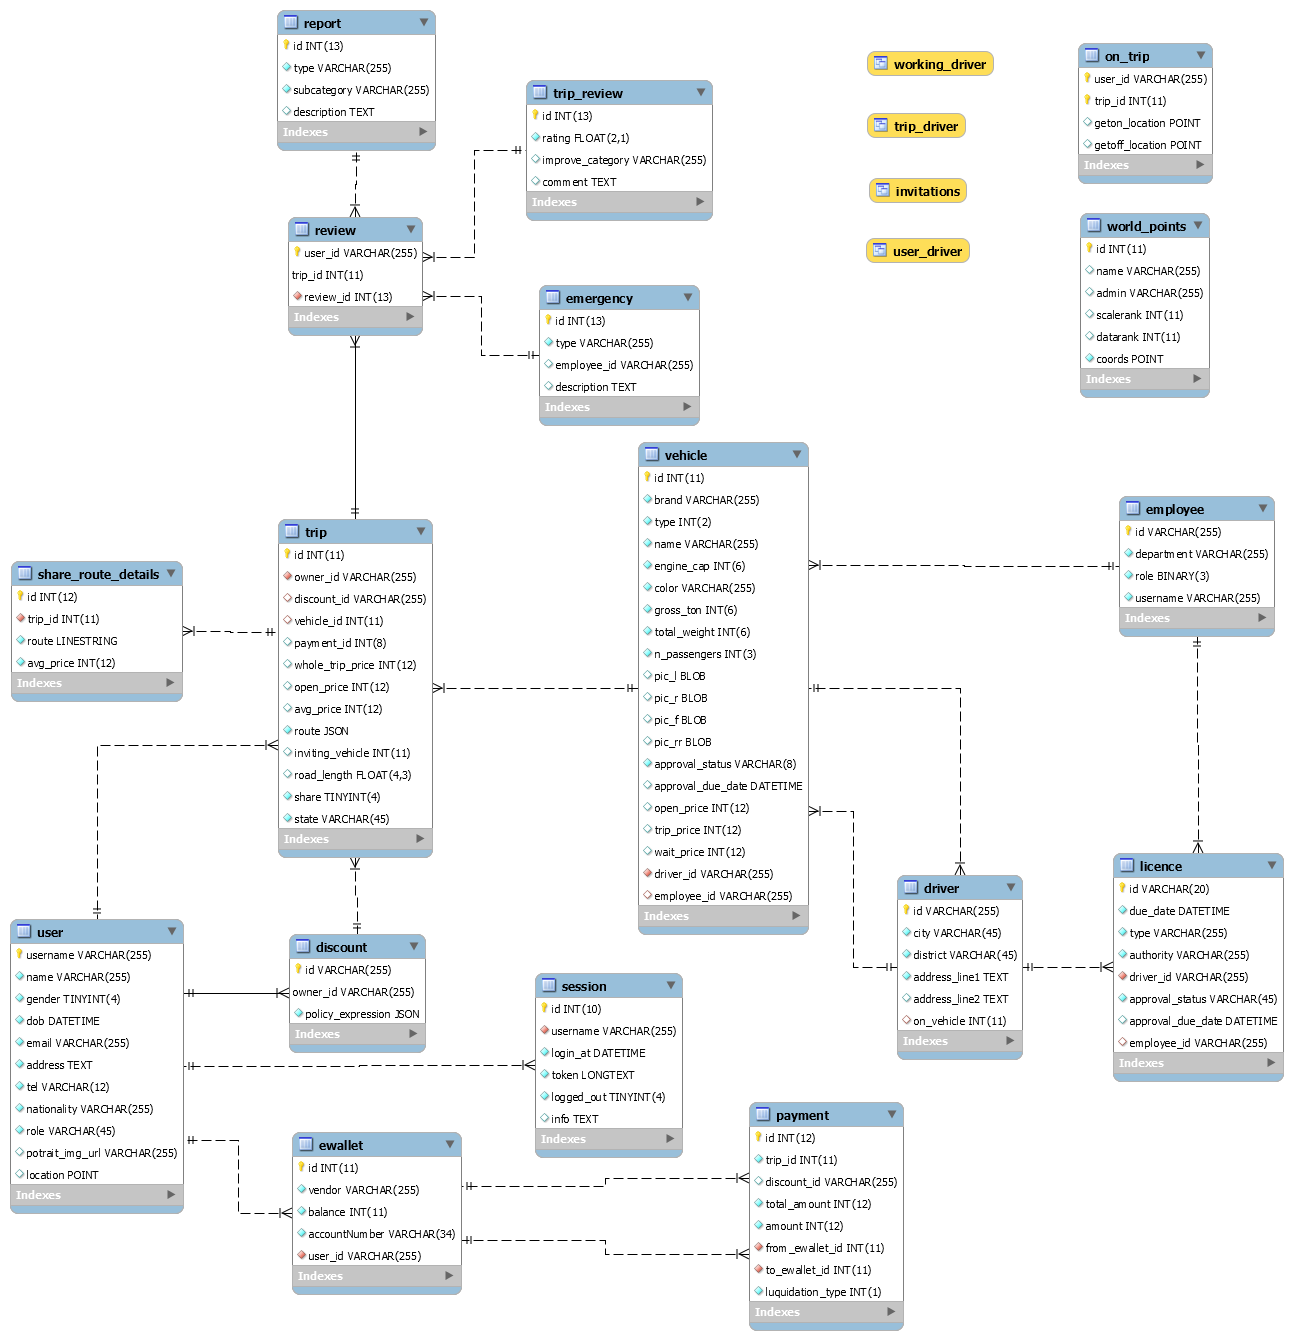 report
id INT(13)
type VARCHAR(255)
subcategory VARCHAR(255)
description TEXT
Indexes
trip_review
id INT(13)
rating FLOAT(2,1)
improve_category VARCHAR(255)
comment TEXT
Indexes
working_driver
trip_driver
invitations
user_driver
on_trip
user_id VARCHAR(255)
trip_id INT(11)
geton_location POINT
getoff_location POINT
Indexes
review
user_id VARCHAR(255)
trip_id INT(11)
review_id INT(13)
Indexes
world_points
id INT(11)
name VARCHAR(255)
admin VARCHAR(255)
scalerank INT(11)
datarank INT(11)
coords POINT
Indexes
emergency
id INT(13)
type VARCHAR(255)
employee_id VARCHAR(255)
description TEXT
Indexes
vehicle
id INT(11)
brand VARCHAR(255)
type INT(2)
name VARCHAR(255)
engine_cap INT(6)
color VARCHAR(255)
gross_ton INT(6)
total_weight INT(6)
n_passengers INT(3)
pic_l BLOB
pic_r BLOB
pic_f BLOB
pic_rr BLOB
approval_status VARCHAR(8)
approval_due_date DATETIME
open_price INT(12)
trip_price INT(12)
wait_price INT(12)
driver_id VARCHAR(255)
employee_id VARCHAR(255)
Indexes
employee
id VARCHAR(255)
department VARCHAR(255)
role BINARY(3)
username VARCHAR(255)
Indexes
trip
id INT(11)
owner_id VARCHAR(255)
discount_id VARCHAR(255)
vehicle_id INT(11)
payment_id INT(8)
whole_trip_price INT(12)
open_price INT(12)
avg_price INT(12)
route JSON
inviting_vehicle INT(11)
road_length FLOAT(4,3)
share TINYINT(4)
state VARCHAR(45)
Indexes
share_route_details
id INT(12)
trip_id INT(11)
route LINESTRING
avg_price INT(12)
Indexes
driver
id VARCHAR(255)
city VARCHAR(45)
district VARCHAR(45)
address_line1 TEXT
address_line2 TEXT
on_vehicle INT(11)
Indexes
licence
id VARCHAR(20)
due_date DATETIME
type VARCHAR(255)
authority VARCHAR(255)
driver_id VARCHAR(255)
approval_status VARCHAR(45)
approval_due_date DATETIME
employee_id VARCHAR(255)
Indexes
user
username VARCHAR(255)
name VARCHAR(255)
gender TINYINT(4)
dob DATETIME
email VARCHAR(255)
address TEXT
tel VARCHAR(12)
nationality VARCHAR(255)
role VARCHAR(45)
potrait_img_url VARCHAR(255)
location POINT
Indexes
discount
id VARCHAR(255)
owner_id VARCHAR(255)
policy_expression JSON
Indexes
session
id INT(10)
username VARCHAR(255)
login_at DATETIME
token LONGTEXT
logged_out TINYINT(4)
info TEXT
Indexes
ewallet
id INT(11)
vendor VARCHAR(255)
balance INT(11)
accountNumber VARCHAR(34)
user_id VARCHAR(255)
Indexes
payment
id INT(12)
trip_id INT(11)
discount_id VARCHAR(255)
total_amount INT(12)
amount INT(12)
from_ewallet_id INT(11)
to_ewallet_id INT(11)
luquidation_type INT(1)
Indexes